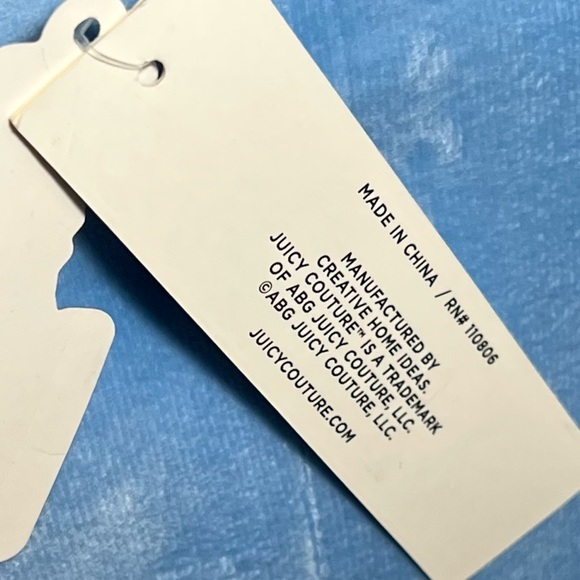 MADE IN CHINA / RN# 110806
MANUFACTURED BY
CREATIVE HOME IDEAS.
JUICY COUTURE™ IS A TRADEMARK
OF ABG JUICY COUTURE, LLC.
©ABG JUICY COUTURE, LLC.
JUICYCOUTURE.COM